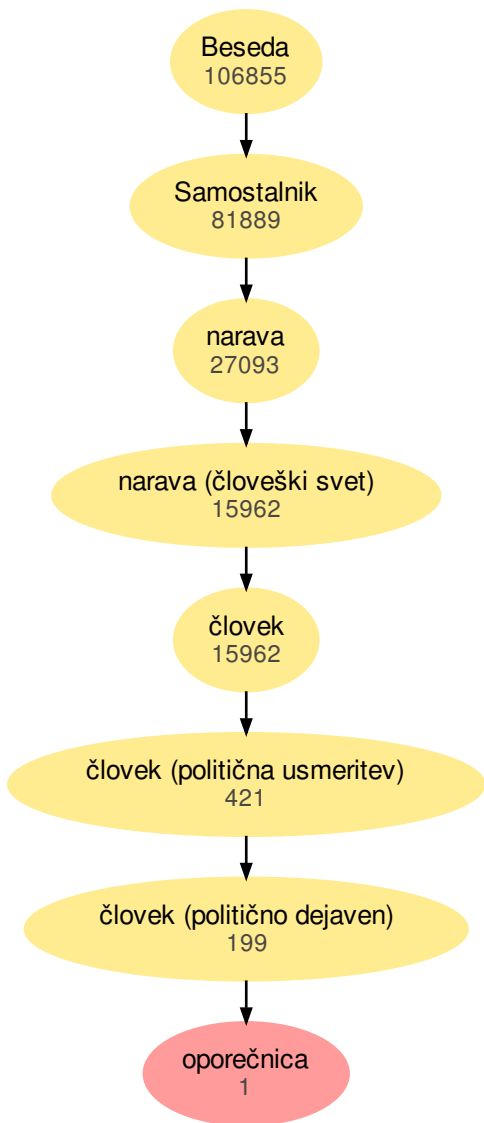 Beseda
106855
Samostalnik
81889
narava
27093
narava (človeški svet)
15962
človek
15962
človek (politična usmeritev)
421
človek (politično dejaven)
199
oporečnica
1